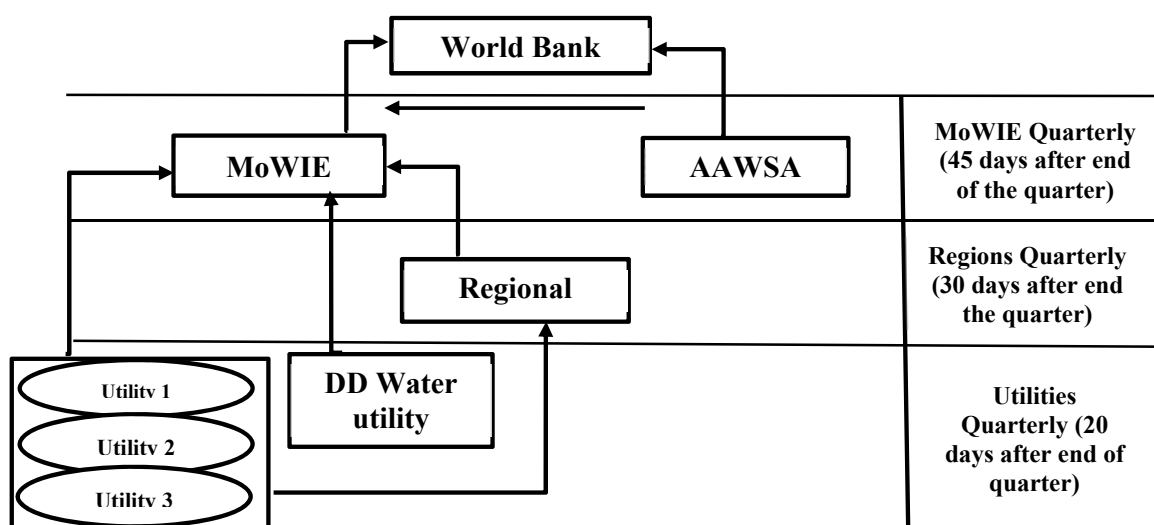 World Bank
MoWIE
AAWSA
MoWIE Quarterly
(45 days after end
of the quarter)
Regional
Regions Quarterly
(30 days after end
the quarter)
Utility 1
Utility 2
Utility 3
DD Water
utility
Utilities
Quarterly (20
days after end of
quarter)